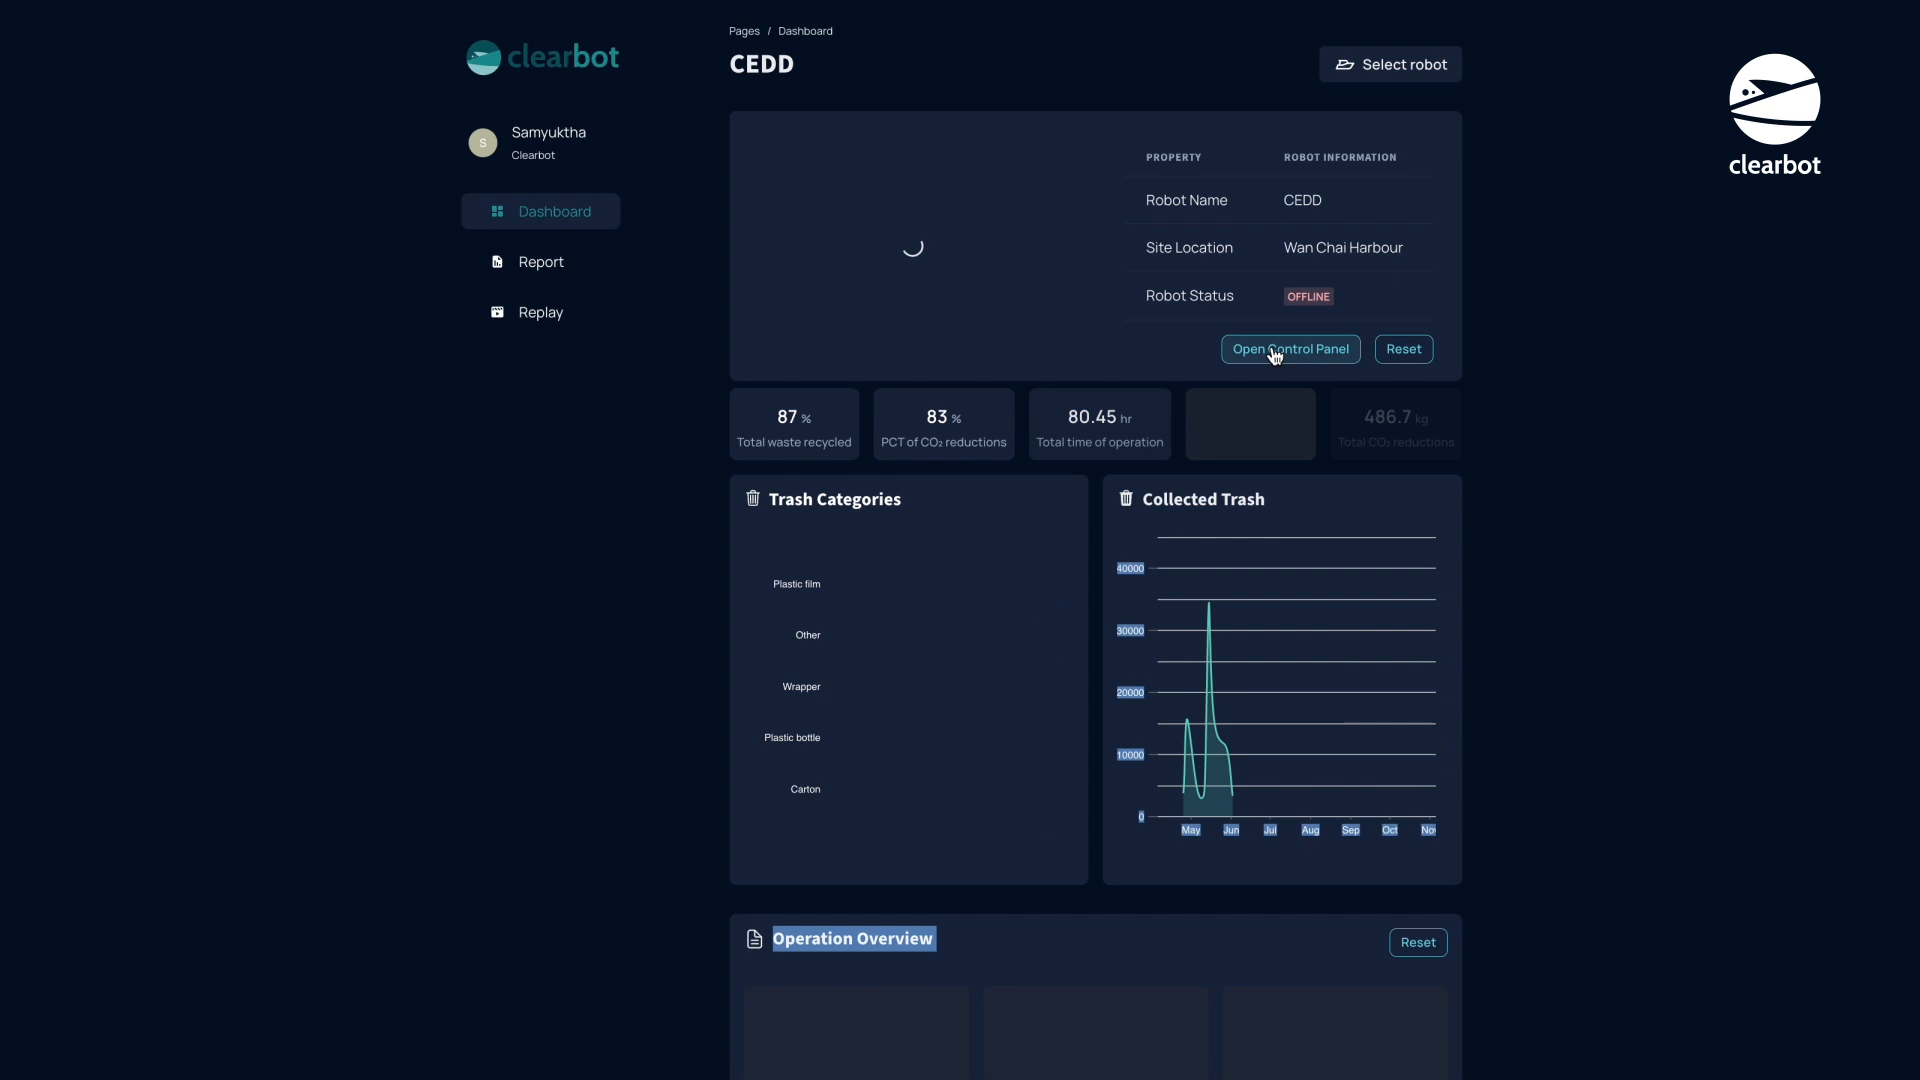 Pages / Dashboard
clearbot
CEDD
Select robot
clearbot
S
Samyuktha
Clearbot
Dashboard
Report
Replay
PROPERTY
ROBOT INFORMATION
Robot Name
CEDD
Site Location
Wan Chai Harbour
Robot Status
OFFLINE
Open Control Panel
Reset
87 %
Total waste recycled
83 %
PCT of CO₂ reductions
80.45 hr
Total time of operation
486.7 kg
Total CO₂ reductions
Trash Categories
Plastic film
Other
Wrapper
Plastic bottle
Carton
Collected Trash
40000
30000
20000
10000
0
May Jun Jul Aug Sep Oct Nov
Operation Overview
Reset